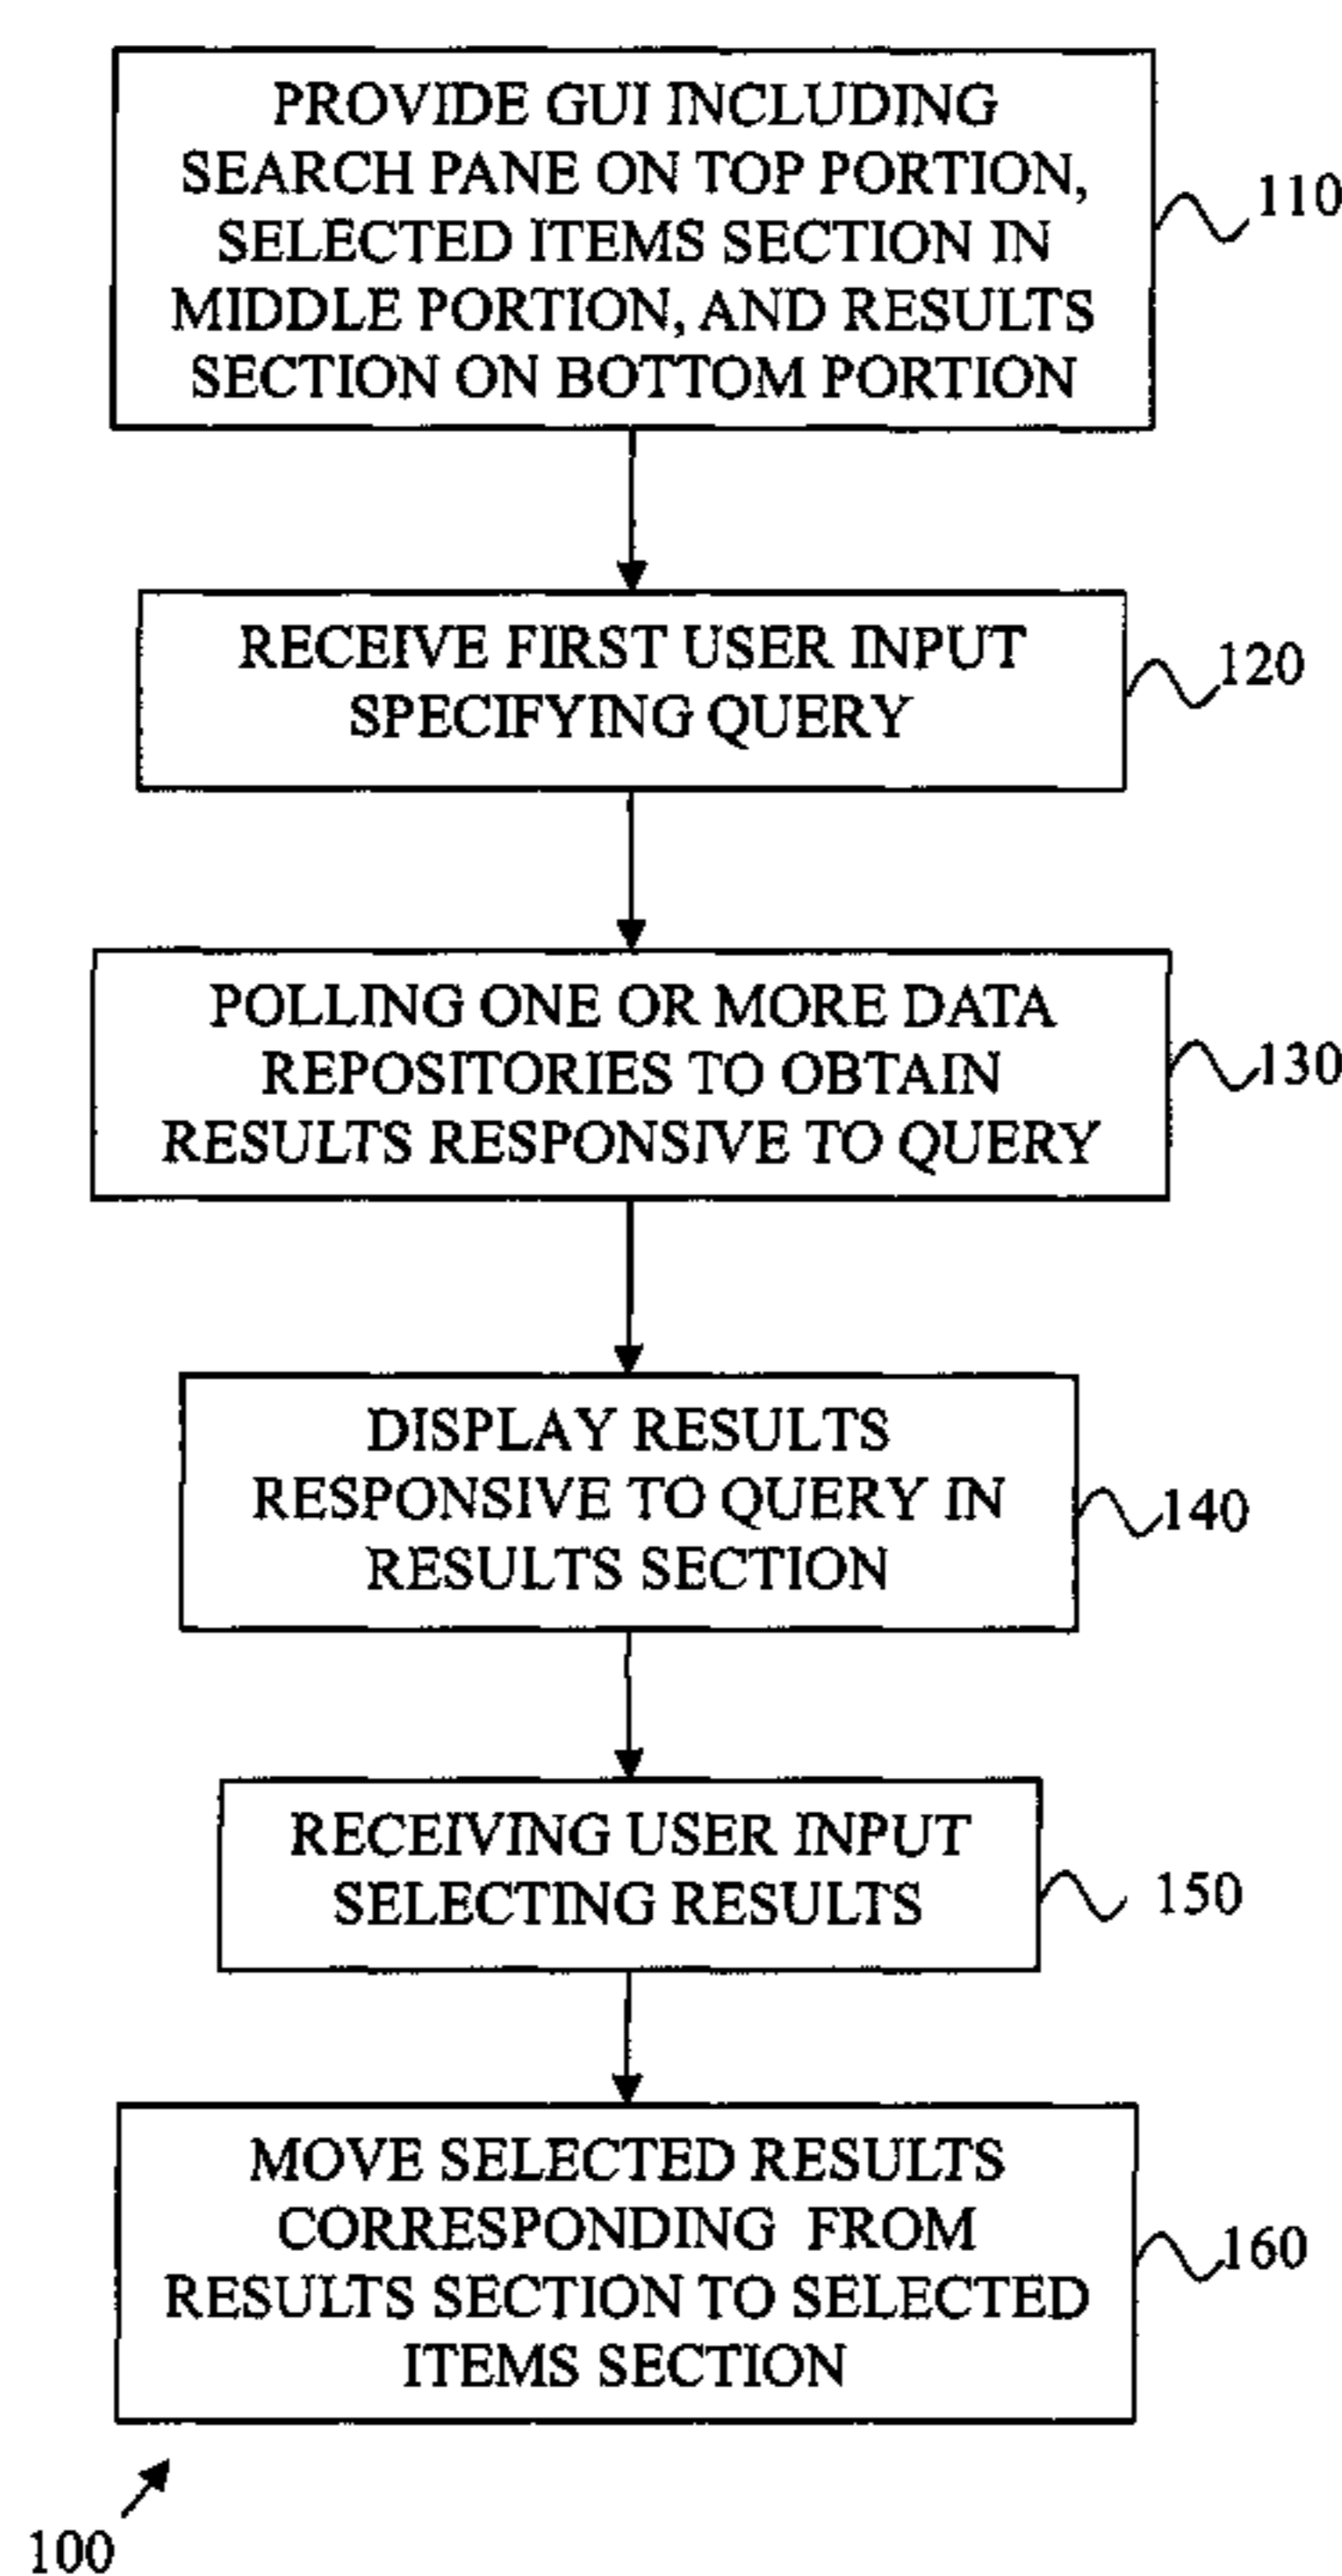 PROVIDE GUI INCLUDING
SEARCH PANE ON TOP PORTION,
SELECTED ITEMS SECTION IN
MIDDLE PORTION, AND RESULTS
SECTION ON BOTTOM PORTION
110
RECEIVE FIRST USER INPUT
SPECIFYING QUERY
120
POLLING ONE OR MORE DATA
REPOSITORIES TO OBTAIN
RESULTS RESPONSIVE TO QUERY
130
DISPLAY RESULTS
RESPONSIVE TO QUERY IN
RESULTS SECTION
140
RECEIVING USER INPUT
SELECTING RESULTS
150
MOVE SELECTED RESULTS
CORRESPONDING FROM
RESULTS SECTION TO SELECTED
ITEMS SECTION
160
100